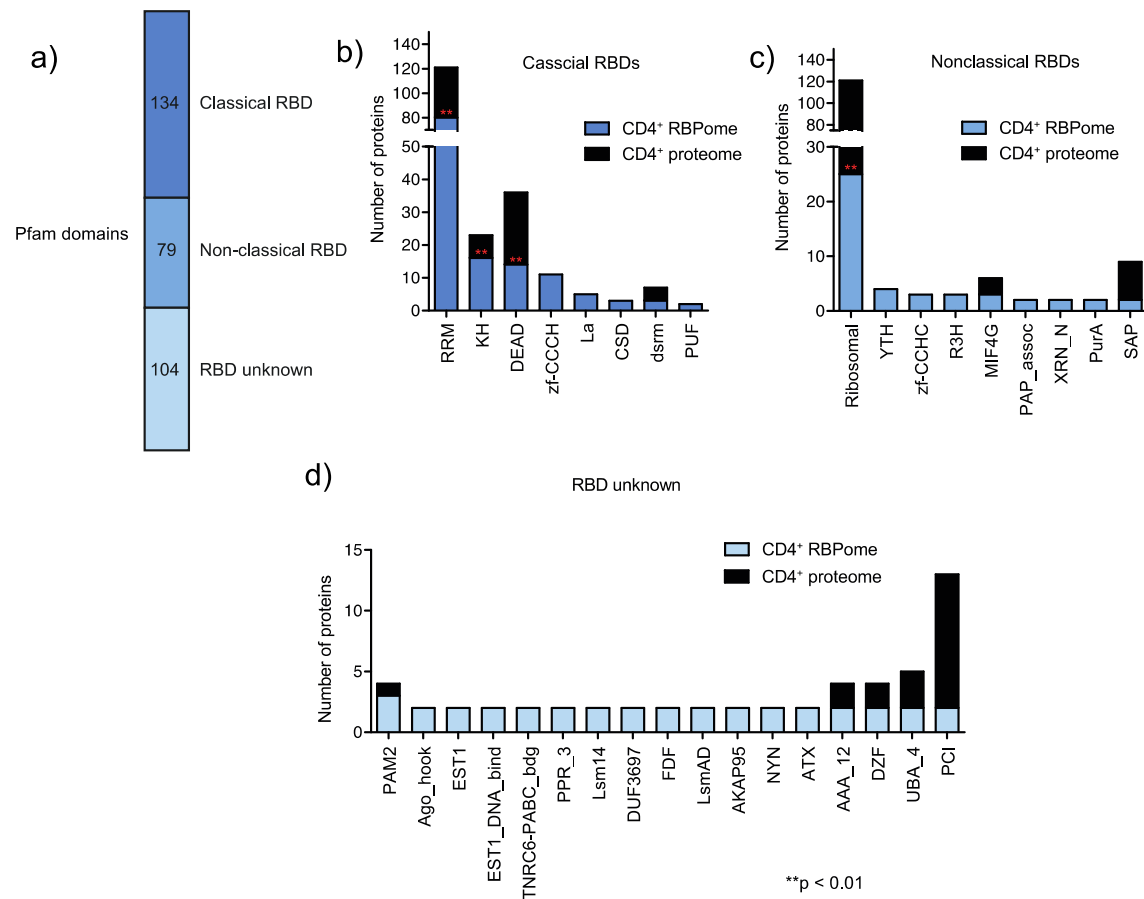 a)
134
Classical RBD
Pfam domains
79
Non-classical RBD
104
RBD unknown
b)
Casscial RBDs
Number of proteins
140
120
100
80
50
40
30
20
10
0
CD4+ RBPome
CD4+ proteome
**
**
**
RRM
KH
DEAD
zf-CCCH
La
CSD
dsrm
PUF
c)
Nonclassical RBDs
Number of proteins
140
120
100
80
30
20
10
0
CD4+ RBPome
CD4+ proteome
**
Ribosomal
YTH
zf-CCHC
R3H
MIF4G
PAP_assoc
XRN_N
PurA
SAP
d)
RBD unknown
Number of proteins
15
10
5
0
CD4+ RBPome
CD4+ proteome
PAM2
Ago_hook
EST1
EST1_DNA_bind
TNRC6-PABC_bdg
PPR_3
Lsm14
DUF3697
FDF
LsmAD
AKAP95
NYN
ATX
AAA_12
DZF
UBA_4
PCI
**p < 0.01